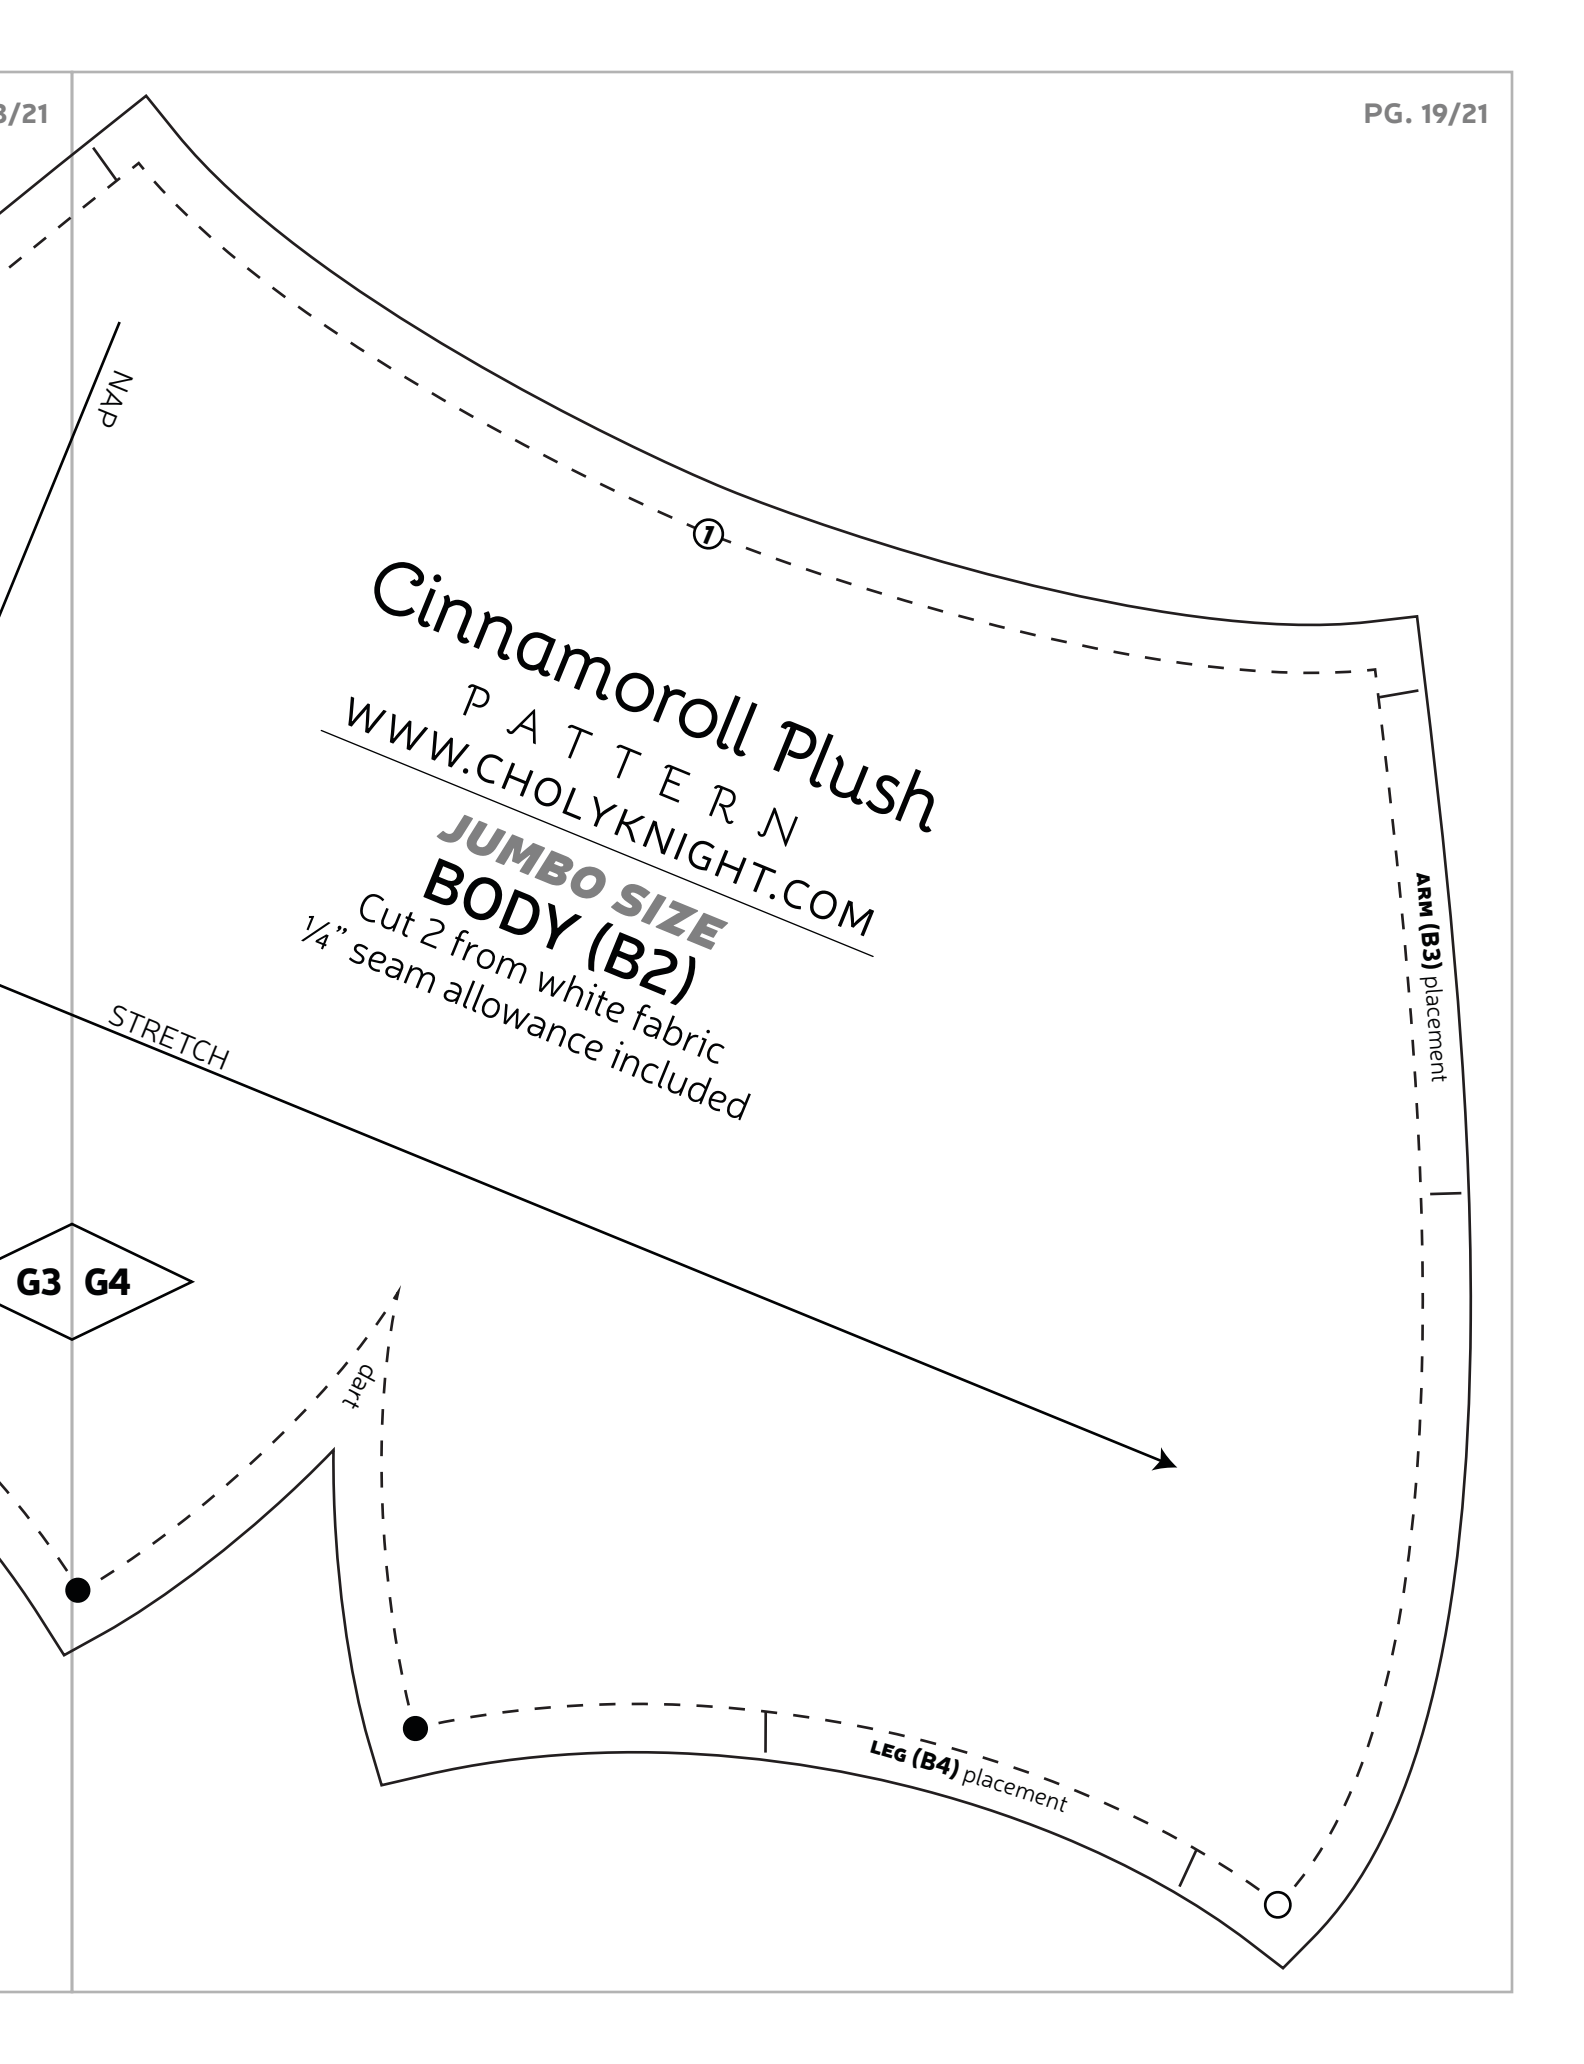 3/21
PG. 19/21
NAP
1
Cinnamoroll Plush
PATTERN
WWW.CHOLYKNIGHT.COM
JUMBO SIZE
BODY (B2)
Cut 2 from white fabric
¼” seam allowance included
ARM (B3) placement
STRETCH
G3 G4
dart
LEG (B4) placement